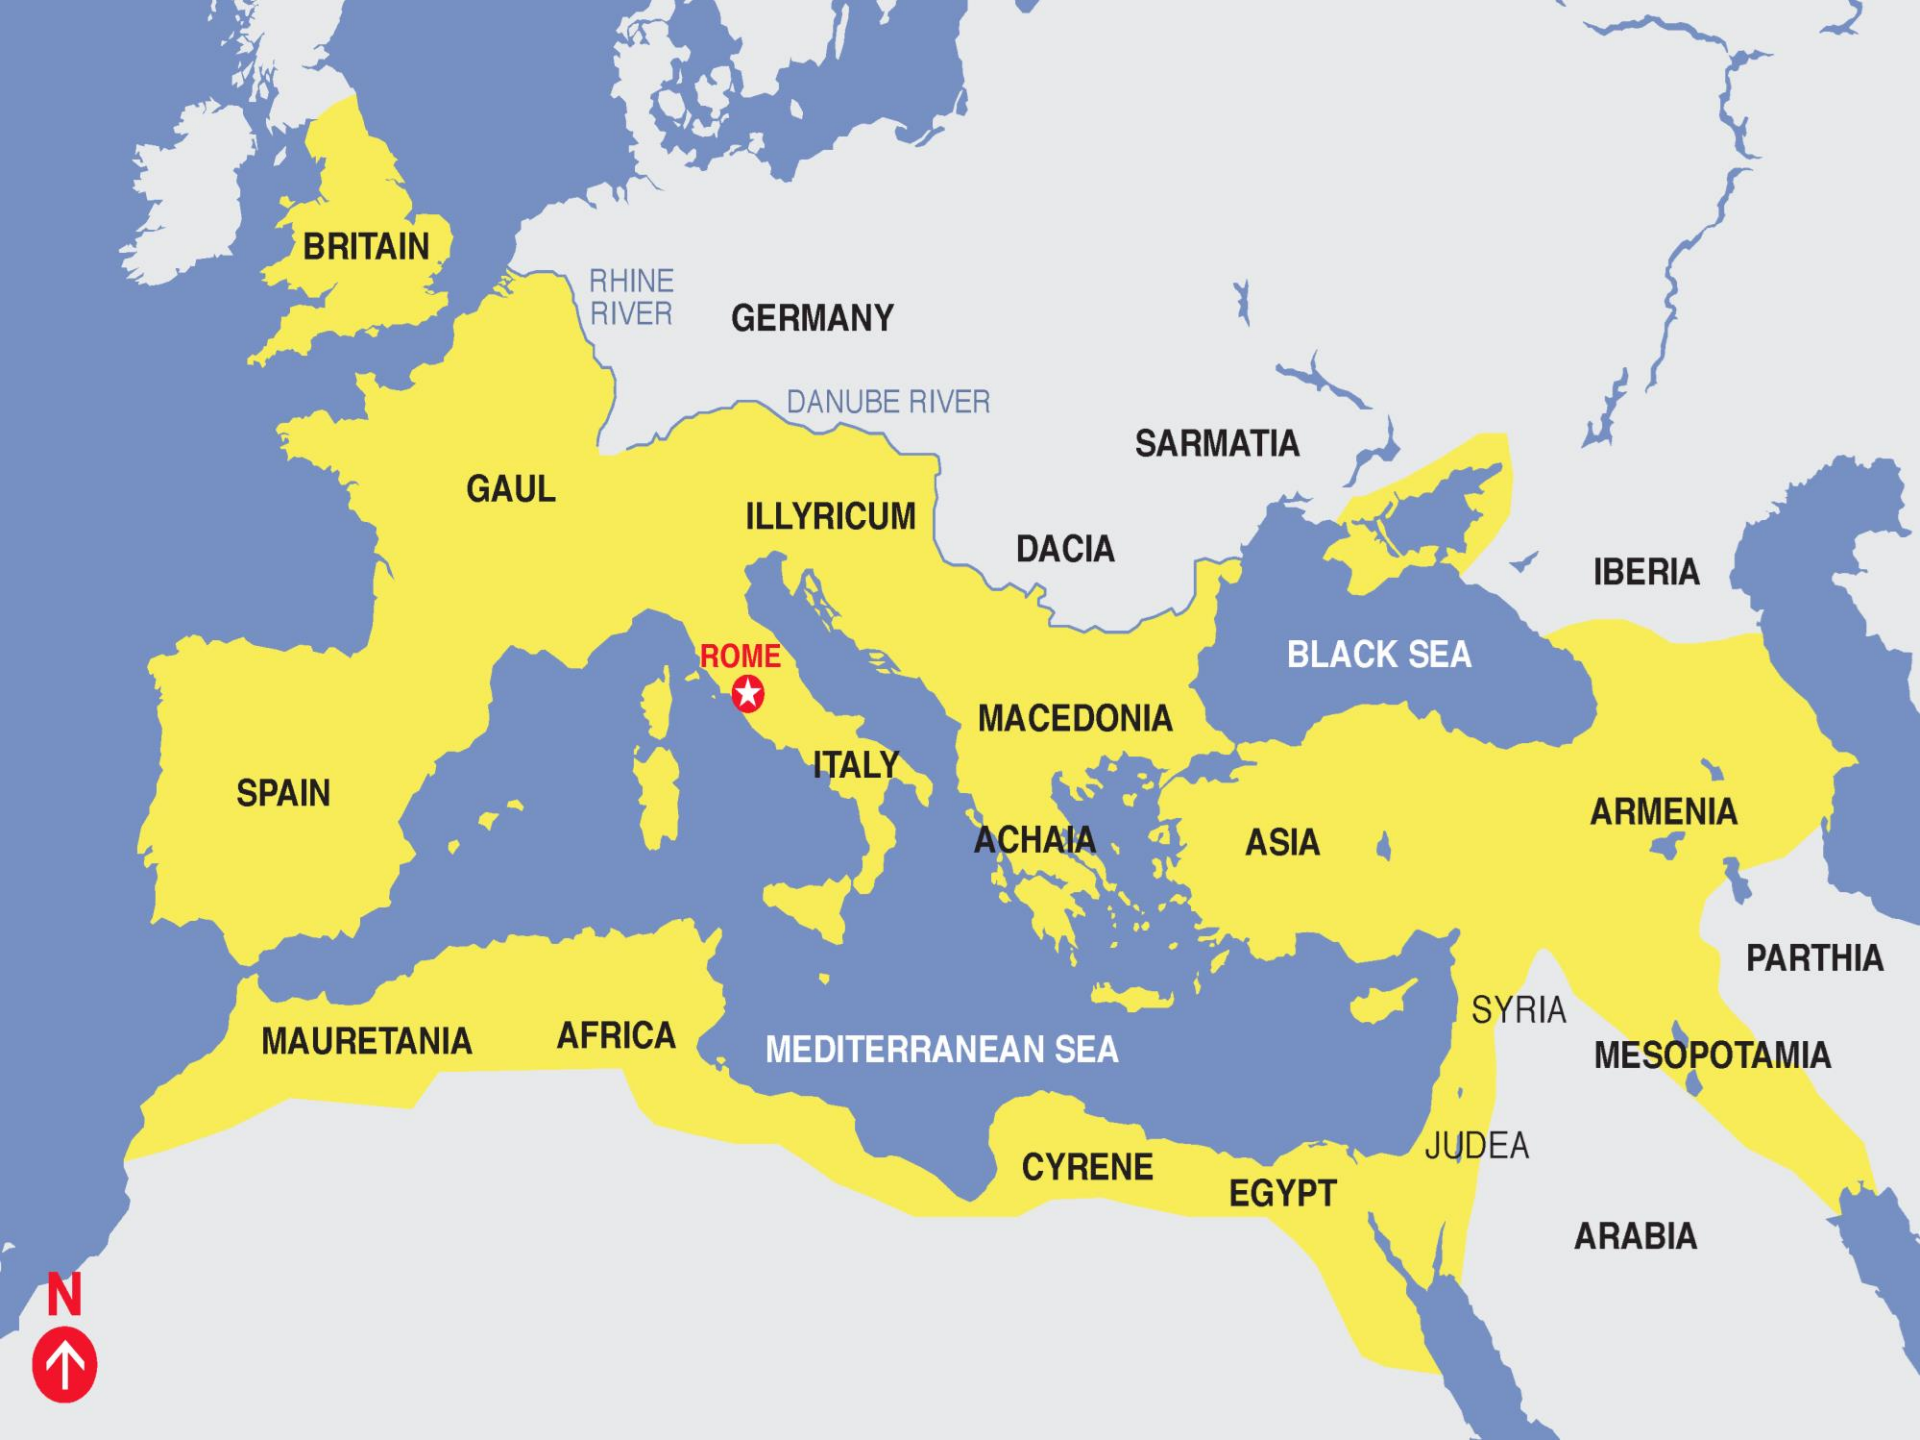 BRITAIN
RHINE
RIVER
GERMANY
DANUBE RIVER
SARMATIA
GAUL
ILLYRICUM
DACIA
IBERIA
ROME
BLACK SEA
MACEDONIA
ITALY
SPAIN
ARMENIA
ACHAIA
ASIA
PARTHIA
SYRIA
MAURETANIA
AFRICA
MEDITERRANEAN SEA
MESOPOTAMIA
JUDEA
CYRENE
EGYPT
ARABIA
N